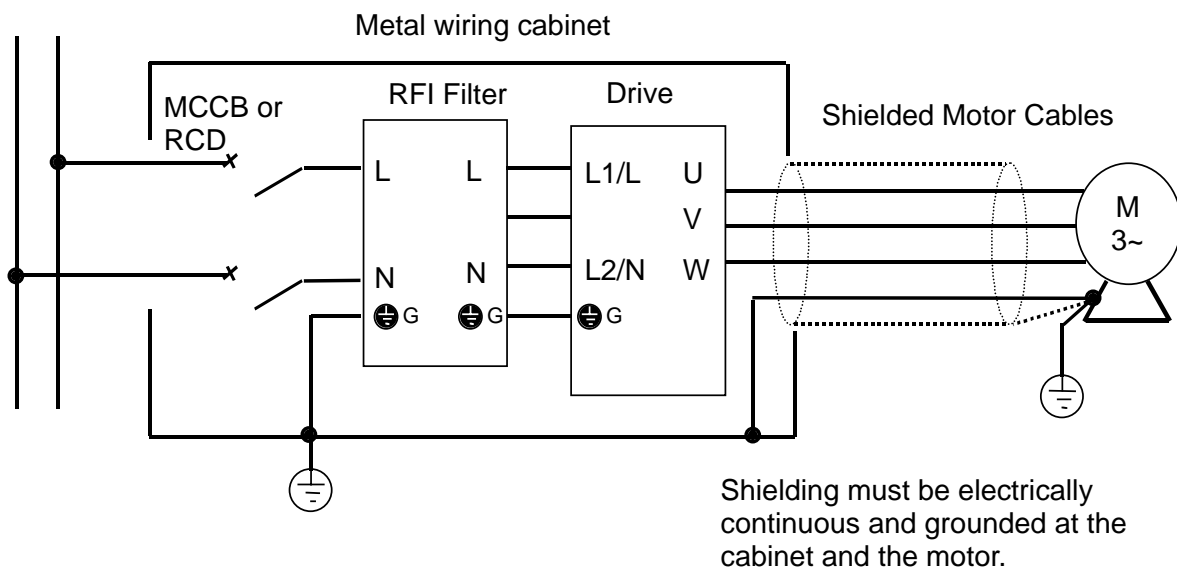 Metal wiring cabinet
RFI Filter
Drive
MCCB or
RCD
Shielded Motor Cables
L
L
L1/L
U
V
N
N
L2/N
W
G
G
G
M
3~
Shielding must be electrically
continuous and grounded at the
cabinet and the motor.